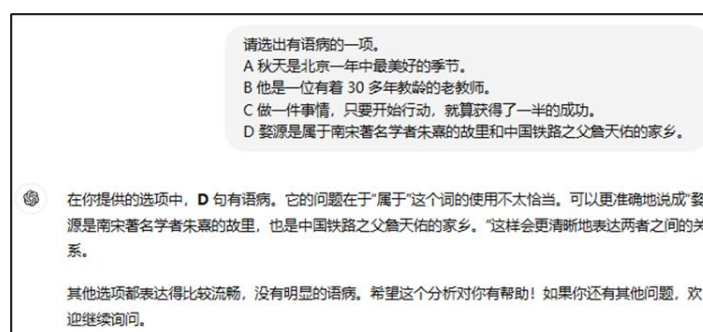 请选出有语病的一项。
A 秋天是北京一年中最美好的季节。
B 他是一位有着 30 多年教龄的老教师。
C 做一件事情，只要开始行动，就算获得了一半的成功。
D 婺源是属于南宋著名学者朱熹的故里和中国铁路之父詹天佑的家乡。
在你提供的选项中，D 句有语病。它的问题在于“属于”这个词的使用不太恰当。可以更准确地说成“婺
源是南宋著名学者朱熹的故里，也是中国铁路之父詹天佑的家乡。”这样会更清晰地表达两者之间的关
系。
其他选项都表达得比较流畅，没有明显的语病。希望这个分析对你有帮助！如果你还有其他问题，欢
迎继续询问。